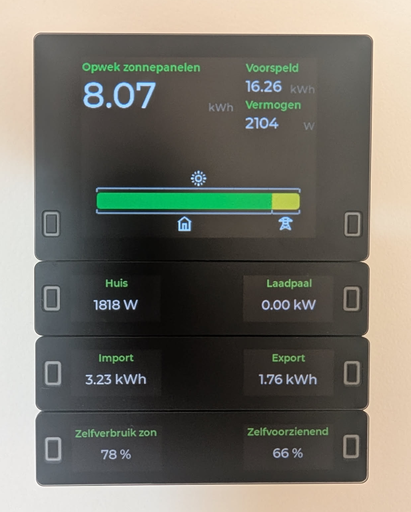 Opwek zonnepanelen
8.07 kWh
Voorspeld
16.26 kWh
Vermogen
2104 W
Huis
1818 W
Laadpaal
0.00 kW
Import
3.23 kWh
Export
1.76 kWh
Zelfverbruik zon
78 %
Zelfvoorzienend
66 %